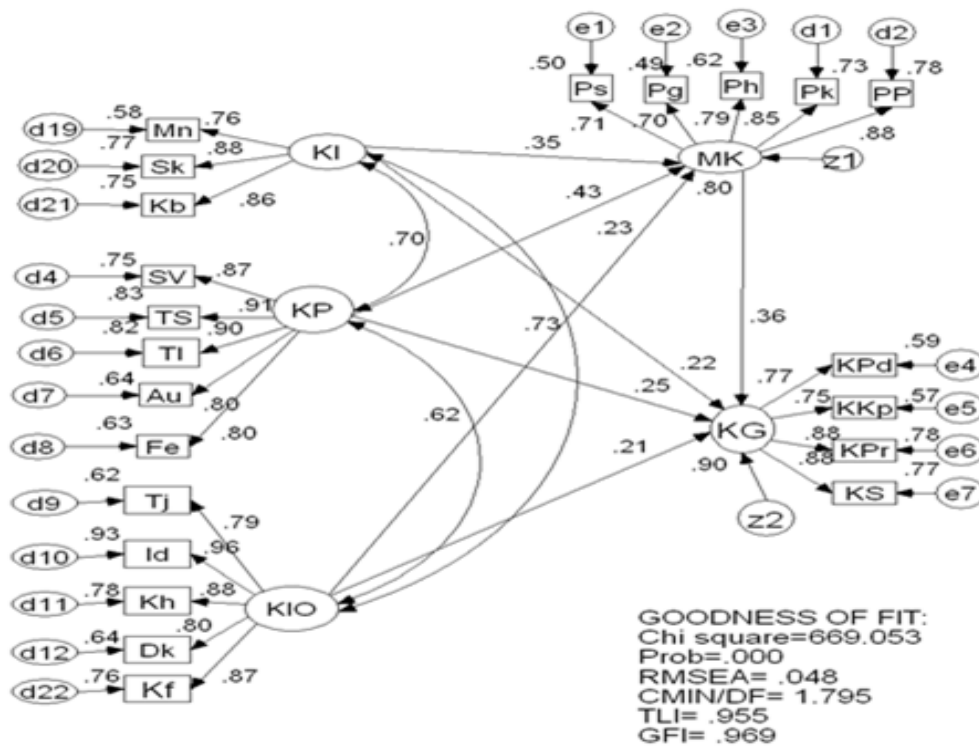 e1 e2 e3 d1 d2
.50 .49 .62 .73 .78
Ps Pg Ph Pk PP
.71 .70 .79 .85 .88
d19 .58 Mn .76
d20 .77 Sk .88
d21 .75 Kb .86
KI .35 MK z1
.80
.43
.23
.70
d4 .75 SV .87
d5 .83 TS .91
d6 .82 TI .90
d7 .64 Au .80
d8 .63 Fe .80
KP
.73
.36
.22
.25
.62
.21
KG
.90
z2
.77 KPd .59 e4
.75 KKp .57 e5
.88 KPr .78 e6
.88 KS .77 e7
d9 .62 Tj .79
d10 .93 Id .96
d11 .78 Kh .88
d12 .64 Dk .80
d22 .76 Kf .87
KIO
GOODNESS OF FIT:
Chi square=669.053
Prob=.000
RMSEA= .048
CMIN/DF= 1.795
TLI= .955
GFI= .969